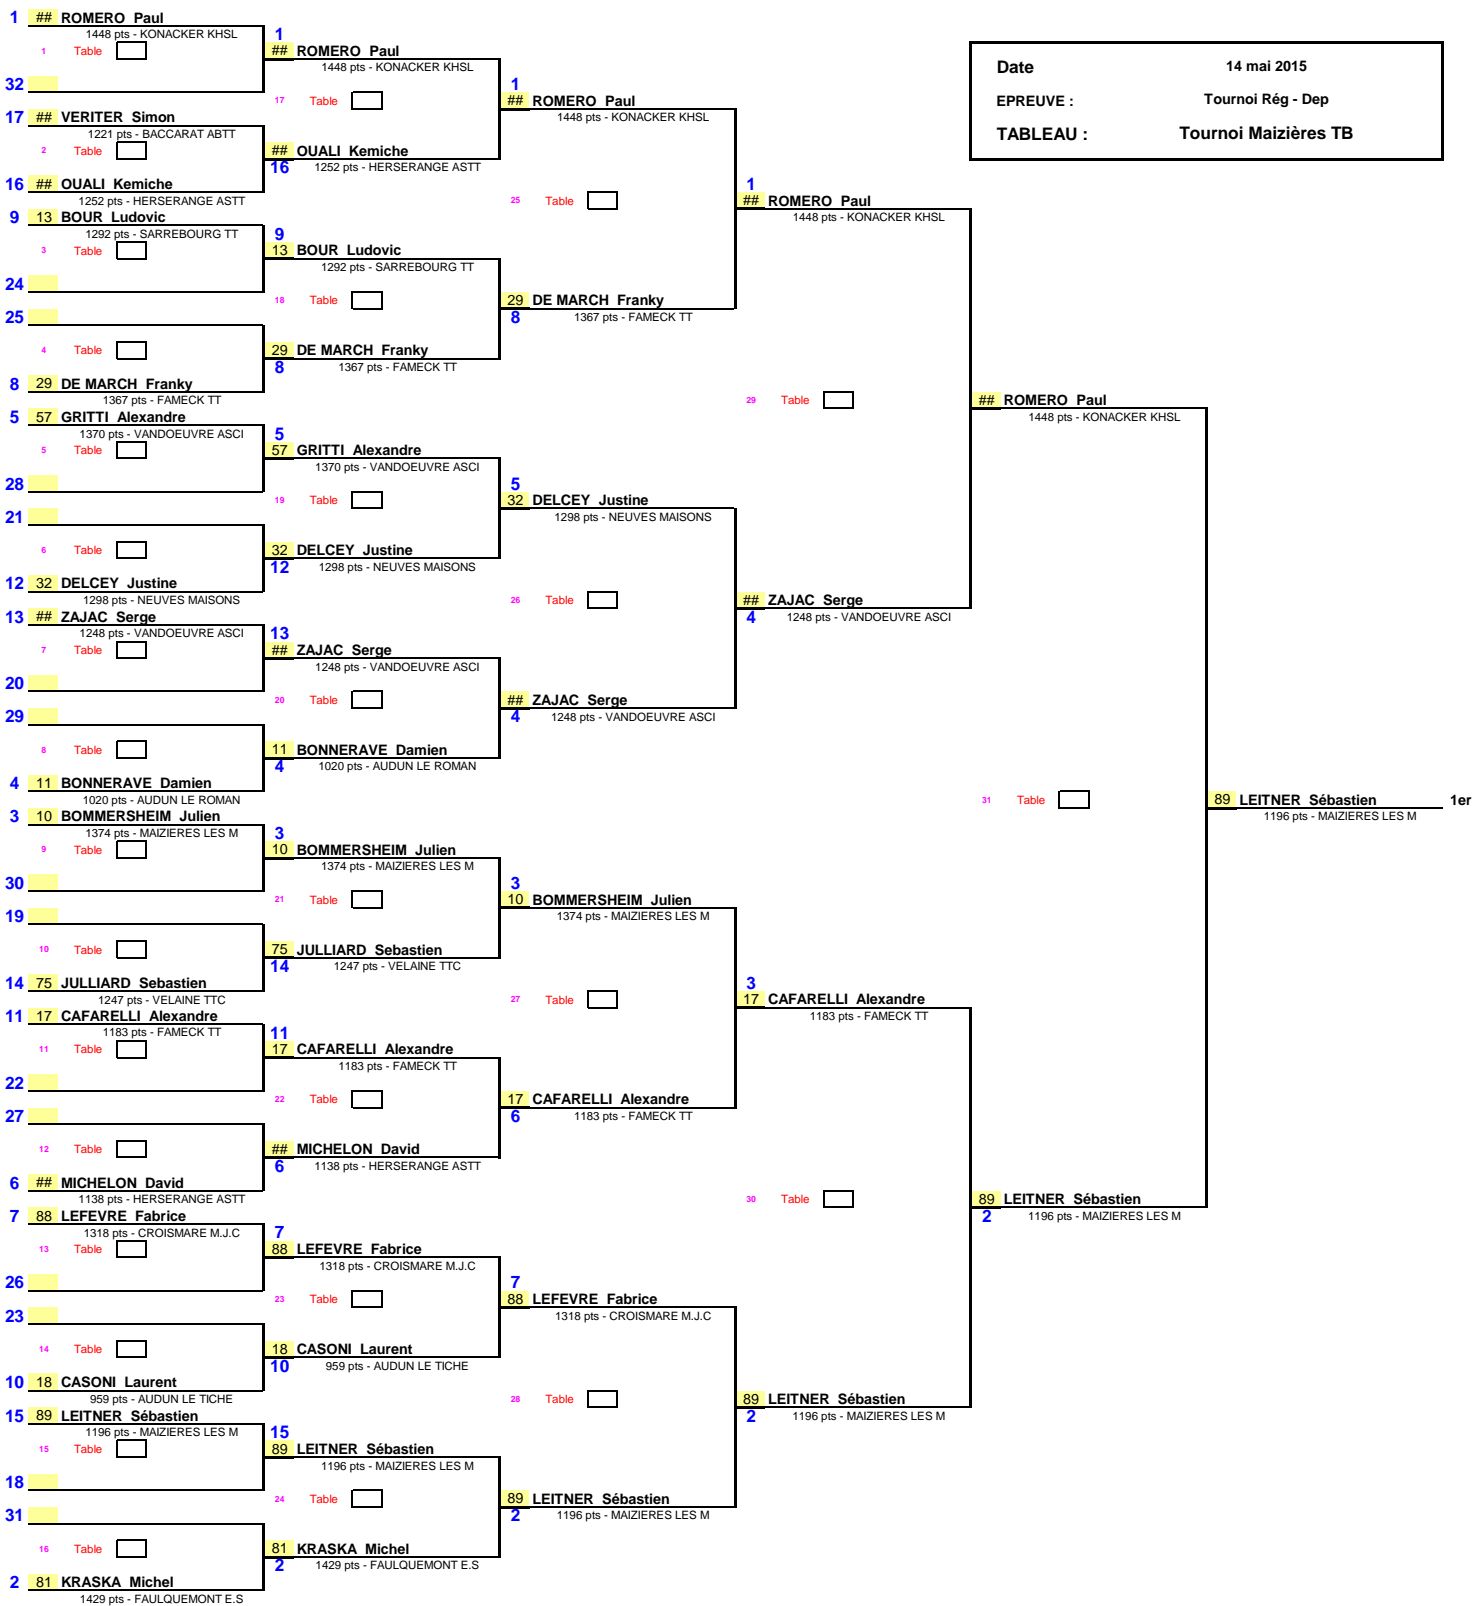 1 ## ROMERO Paul
1448 pts - KONACKER KHSL
1 Table
32
17 ## VERITER Simon
1221 pts - BACCARAT ABTT
2 Table
16 ## OUALI Kemiche
1252 pts - HERSERANGE ASTT
9 13 BOUR Ludovic
1292 pts - SARREBOURG TT
3 Table
24
25
4 Table
8 29 DE MARCH Franky
1367 pts - FAMECK TT
5 57 GRITTI Alexandre
1370 pts - VANDOEUVRE ASCI
5 Table
28
21
6 Table
12 32 DELCEY Justine
1298 pts - NEUVES MAISONS
13 ## ZAJAC Serge
1248 pts - VANDOEUVRE ASCI
7 Table
20
29
8 Table
4 11 BONNERAVE Damien
1020 pts - AUDUN LE ROMAN
3 10 BOMMERSHEIM Julien
1374 pts - MAIZIERES LES M
9 Table
30
19
10 Table
14 75 JULLIARD Sebastien
1247 pts - VELAINE TTC
11 17 CAFARELLI Alexandre
1183 pts - FAMECK TT
11 Table
22
27
12 Table
6 ## MICHELON David
1138 pts - HERSERANGE ASTT
7 88 LEFEVRE Fabrice
1318 pts - CROISMARE M.J.C
13 Table
26
23
14 Table
10 18 CASONI Laurent
959 pts - AUDUN LE TICHE
15 89 LEITNER Sébastien
1196 pts - MAIZIERES LES M
15 Table
18
31
16 Table
2 81 KRASKA Michel
1429 pts - FAULQUEMONT E.S
1
## ROMERO Paul
1448 pts - KONACKER KHSL
17 Table
## OUALI Kemiche
16 1252 pts - HERSERANGE ASTT
9
13 BOUR Ludovic
1292 pts - SARREBOURG TT
18 Table
29 DE MARCH Franky
8 1367 pts - FAMECK TT
5
57 GRITTI Alexandre
1370 pts - VANDOEUVRE ASCI
19 Table
32 DELCEY Justine
12 1298 pts - NEUVES MAISONS
13
## ZAJAC Serge
1248 pts - VANDOEUVRE ASCI
20 Table
11 BONNERAVE Damien
4 1020 pts - AUDUN LE ROMAN
3
10 BOMMERSHEIM Julien
1374 pts - MAIZIERES LES M
21 Table
75 JULLIARD Sebastien
14 1247 pts - VELAINE TTC
11
17 CAFARELLI Alexandre
1183 pts - FAMECK TT
22 Table
## MICHELON David
6 1138 pts - HERSERANGE ASTT
7
88 LEFEVRE Fabrice
1318 pts - CROISMARE M.J.C
23 Table
18 CASONI Laurent
10 959 pts - AUDUN LE TICHE
15
89 LEITNER Sébastien
1196 pts - MAIZIERES LES M
24 Table
81 KRASKA Michel
2 1429 pts - FAULQUEMONT E.S
1
## ROMERO Paul
1448 pts - KONACKER KHSL
25 Table
29 DE MARCH Franky
8 1367 pts - FAMECK TT
5
32 DELCEY Justine
1298 pts - NEUVES MAISONS
26 Table
## ZAJAC Serge
4 1248 pts - VANDOEUVRE ASCI
3
10 BOMMERSHEIM Julien
1374 pts - MAIZIERES LES M
27 Table
17 CAFARELLI Alexandre
6 1183 pts - FAMECK TT
7
88 LEFEVRE Fabrice
1318 pts - CROISMARE M.J.C
28 Table
89 LEITNER Sébastien
2 1196 pts - MAIZIERES LES M
1
## ROMERO Paul
1448 pts - KONACKER KHSL
29 Table
## ZAJAC Serge
4 1248 pts - VANDOEUVRE ASCI
3
17 CAFARELLI Alexandre
1183 pts - FAMECK TT
30 Table
89 LEITNER Sébastien
2 1196 pts - MAIZIERES LES M
Date 14 mai 2015
EPREUVE : Tournoi Rég - Dep
TABLEAU : Tournoi Maizières TB
## ROMERO Paul
1448 pts - KONACKER KHSL
31 Table
89 LEITNER Sébastien
2 1196 pts - MAIZIERES LES M
89 LEITNER Sébastien 1er
1196 pts - MAIZIERES LES M